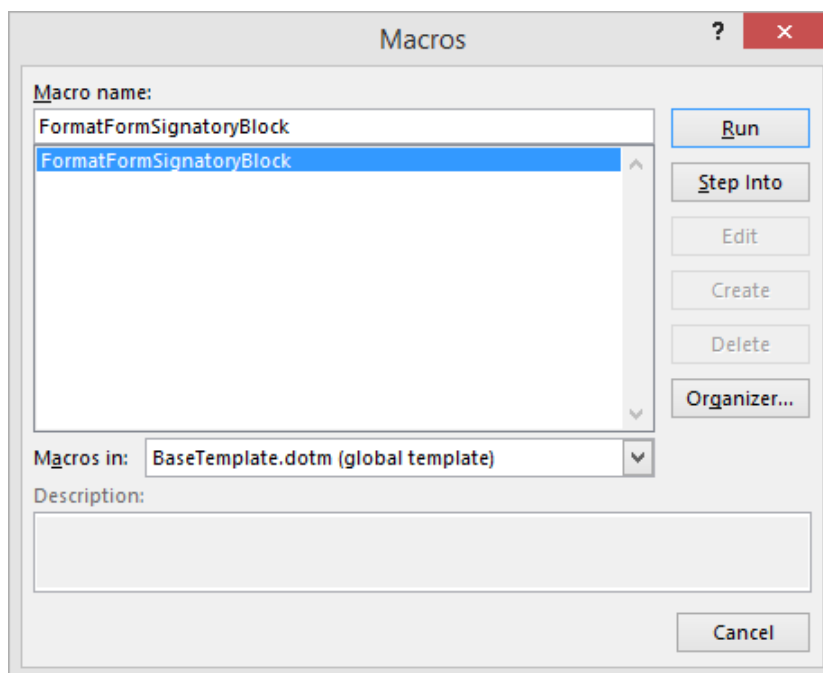 Macros
?
Macro name:
FormatFormSignatoryBlock
Run
FormatFormSignatoryBlock
Step Into
Edit
Create
Delete
Organizer...
Macros in: BaseTemplate.dotm (global template)
Description:
Cancel